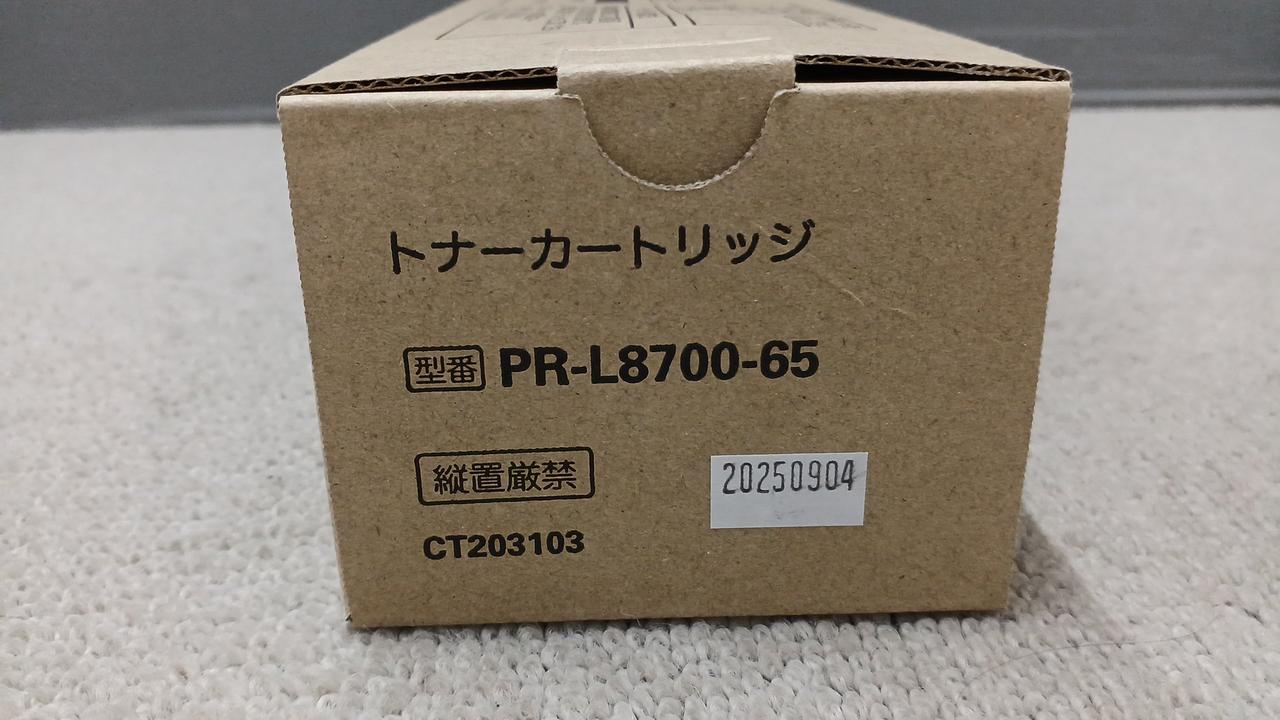 トナーカートリッジ
型番 PR-L8700-65
縦置厳禁
20250904
CT203103